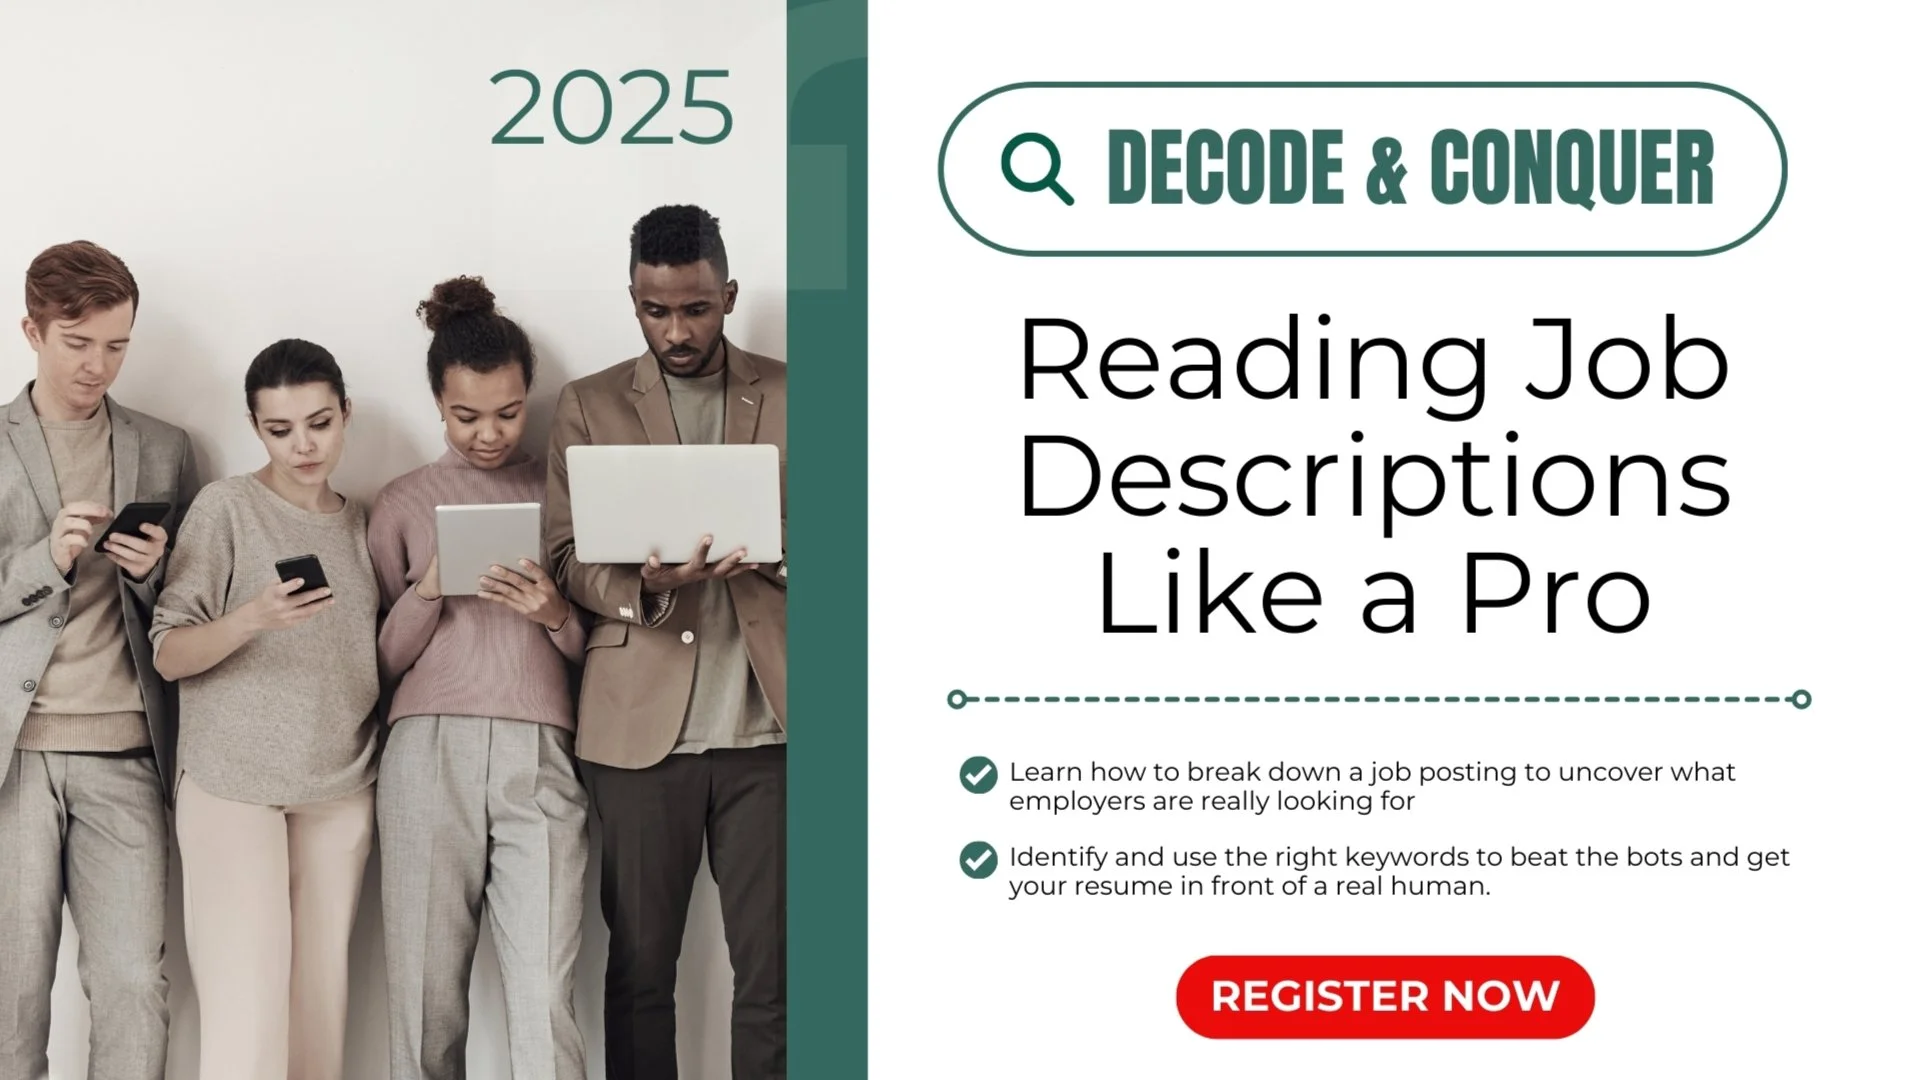 2025
DECODE & CONQUER
Reading Job
Descriptions
Like a Pro
Learn how to break down a job posting to uncover what
employers are really looking for
Identify and use the right keywords to beat the bots and get
your resume in front of a real human.
REGISTER NOW